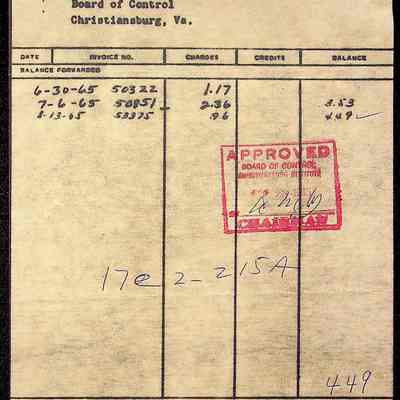 Board of Control
Christiansburg, Va.
DATE INVOICE NO. CHARGES CREDITS BALANCE
BALANCE FORWARDED
6-30-65 50322 1.17
7-6-65 50851 2.36 3.53
8-13-65 53375 .96 4.49 ✓
APPROVED
BOARD OF CONTROL
CHAIRMAN
17e 2-215A
449